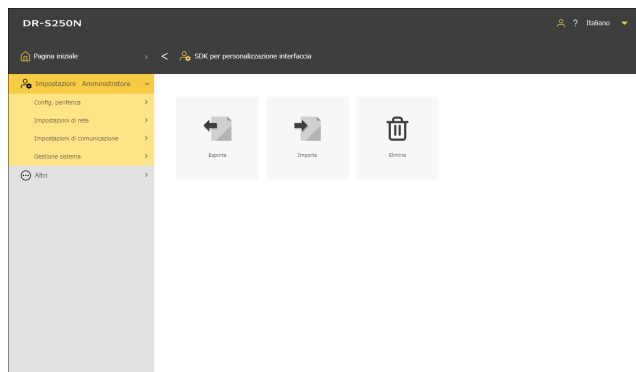 DR-S250N
? Italiano
Pagina iniziale
SDK per personalizzazione interfaccia
Impostazioni Amministratore
Config. periferica
Impostazioni di rete
Impostazioni di comunicazione
Gestione sistema
Altri
Esporta
Importa
Elimina